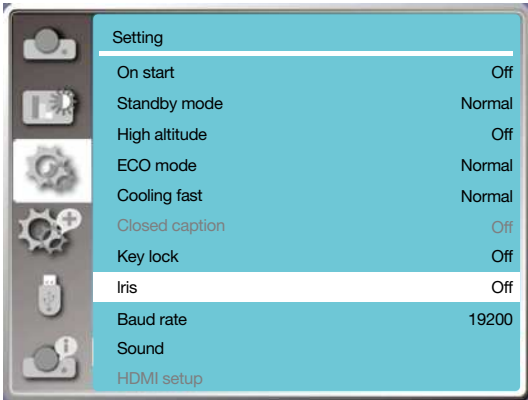 Setting
On start Off
Standby mode Normal
High altitude Off
ECO mode Normal
Cooling fast Normal
Closed caption Off
Key lock Off
Iris Off
Baud rate 19200
Sound
HDMI setup